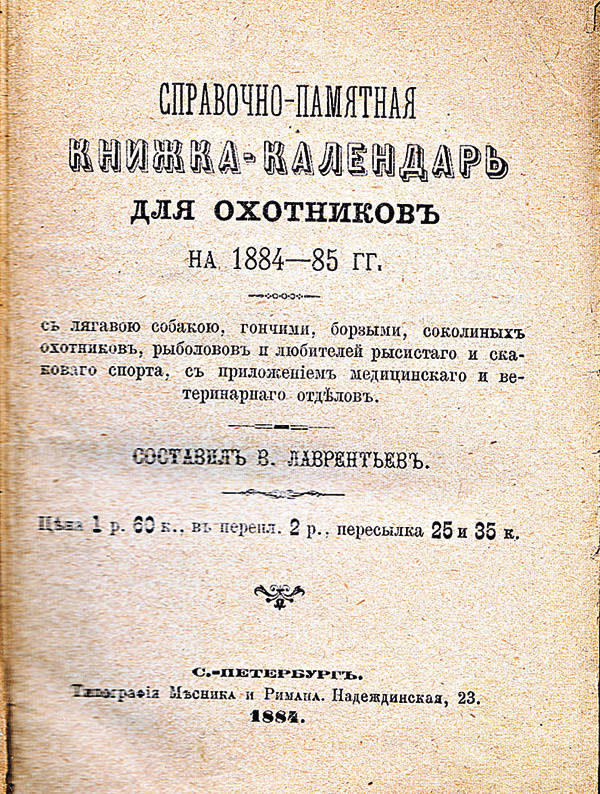 СПРАВОЧНО-ПАМЯТНАЯ
КНИЖКА-КАЛЕНДАРЬ
ДЛЯ ОХОТНИКОВЪ
НА 1884—85 ГГ.
съ лягавою собакою, гончими, борзыми, соколиныхъ
охотниковъ, рыболововъ и любителей рысистаго и ска-
коваго спорта, съ приложеніемъ медицинскаго и ве-
теринарнаго отдѣловъ.
СОСТАВИЛЪ В. ЛАВРЕНТЬЕВЪ.
Цѣна 1 р. 60 к., въ перепл. 2 р., пересылка 25 и 35 к.
С.-ПЕТЕРБУРГЪ.
Типографія Мѣсника и Римана. Надеждинская, 23.
1884.